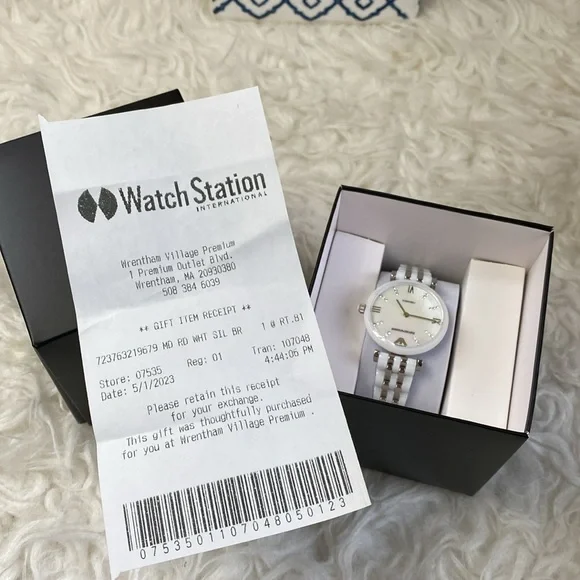 Watch Station
INTERNATIONAL
Wrentham Village Premium
1 Premium Outlet Blvd.
Wrentham, MA 20930380
508 384 6039
** GIFT ITEM RECEIPT **
723763219679 MD RD WHT SIL BR 1 @ RT.81
Store: 07535 Reg: 01 Tran: 107048
Date: 5/1/2023 4:44:06 PM
Please retain this receipt
for your exchange.
This gift was thoughtfully purchased
for you at Wrentham Village Premium .
0753501107048050123